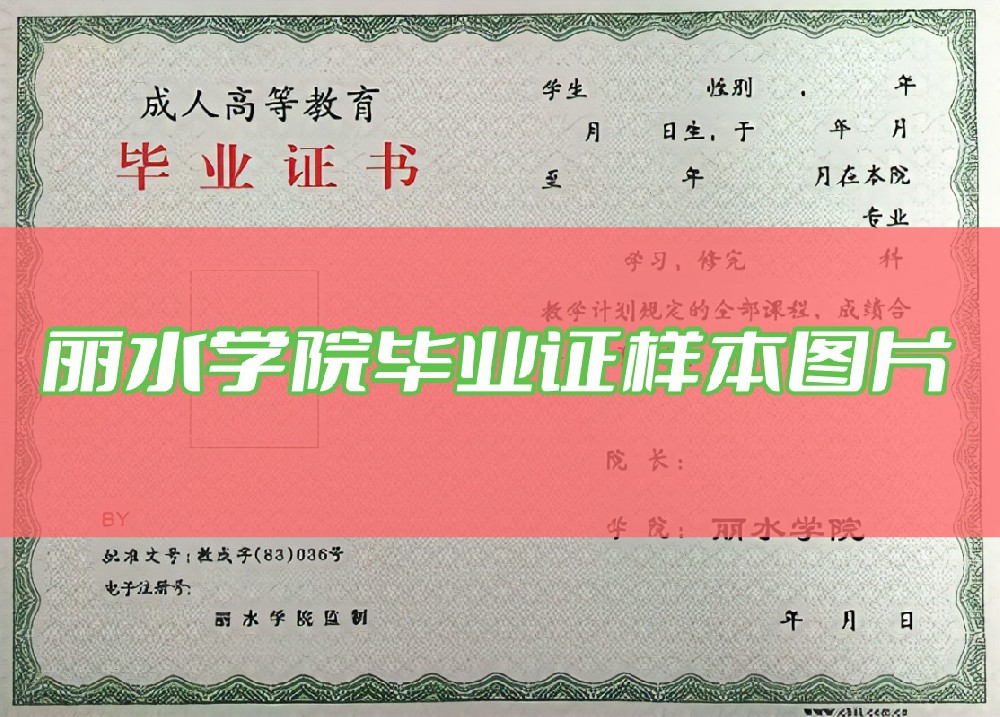 成人高等教育
毕业证书
学生 性别 . 年
月 日生，于 年 月
至 年 月在本院
专业
学习，修完 科
教学计划规定的全部课程，成绩合
丽水学院毕业证样本图片
院 长：
学 院：丽水学院
BY
批准文号：教成字(83)036号
电子注册号：
丽水学院监制
年 月 日